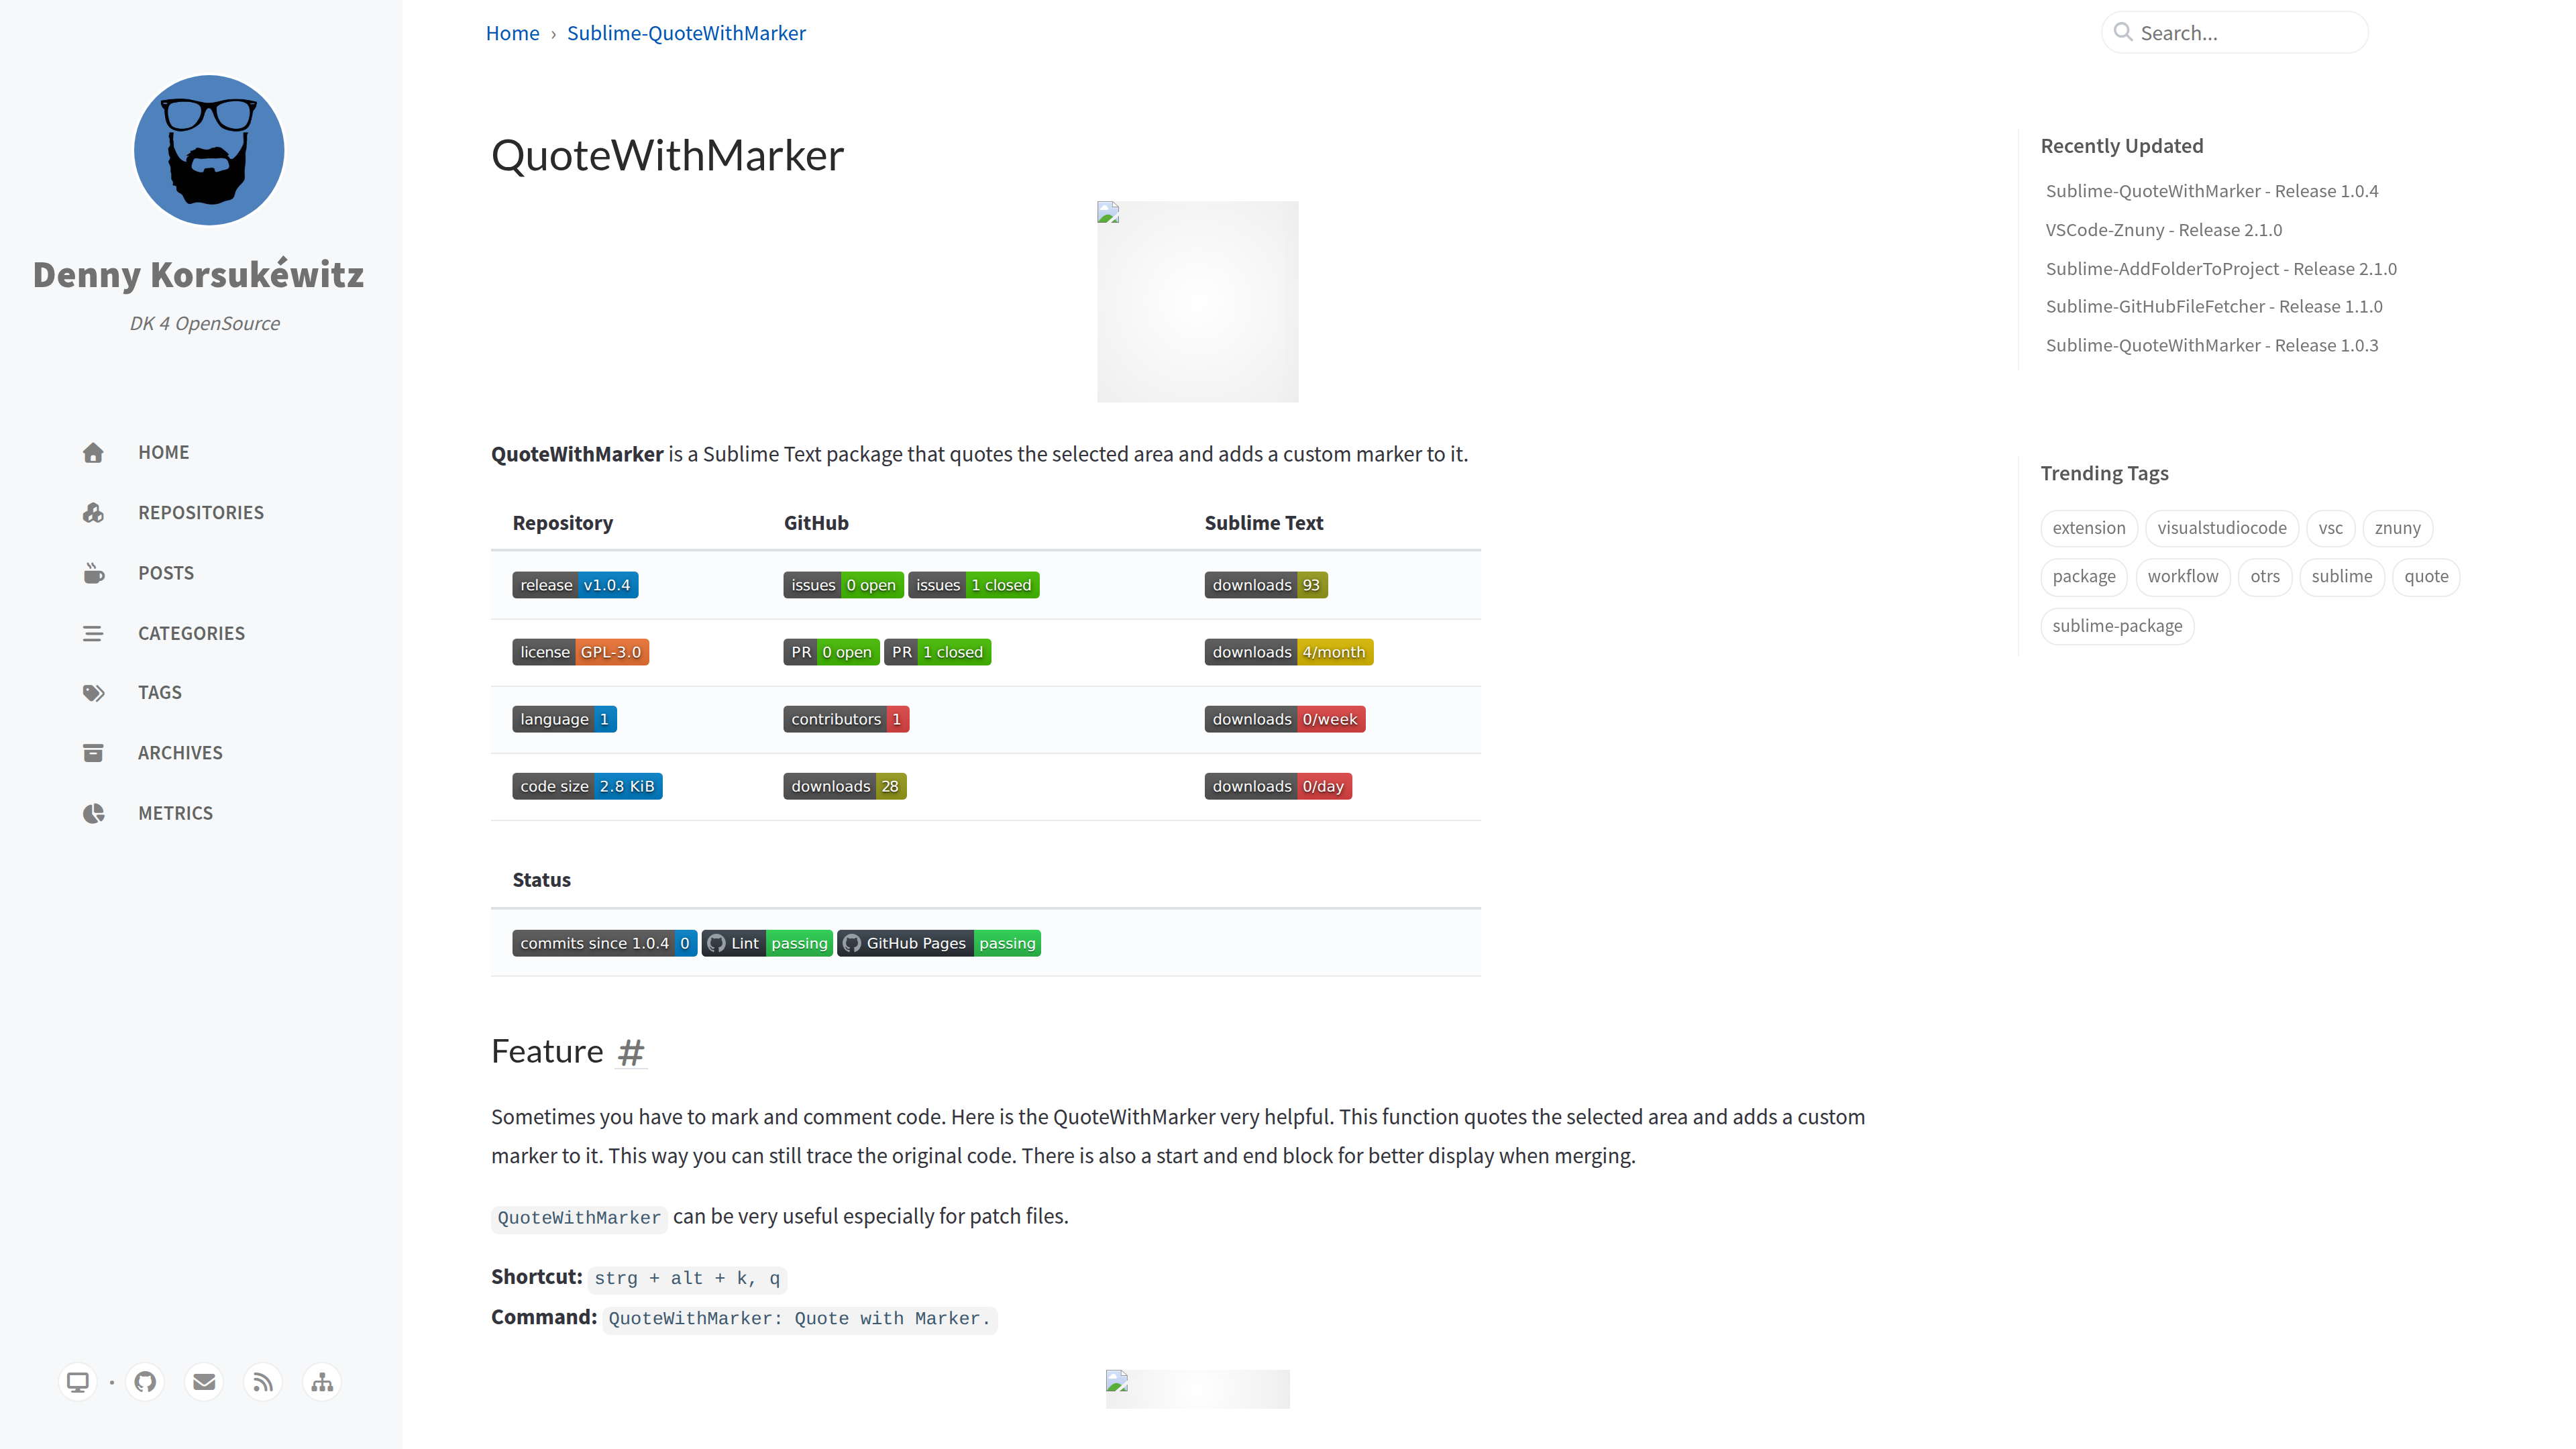 Denny Korsukéwitz
DK 4 OpenSource
HOME
REPOSITORIES
POSTS
CATEGORIES
TAGS
ARCHIVES
METRICS
Home › Sublime-QuoteWithMarker
Search...
QuoteWithMarker
QuoteWithMarker is a Sublime Text package that quotes the selected area and adds a custom marker to it.
Repository GitHub Sublime Text
release v1.0.4 issues 0 open issues 1 closed downloads 93
license GPL-3.0 PR 0 open PR 1 closed downloads 4/month
language 1 contributors 1 downloads 0/week
code size 2.8 KiB downloads 28 downloads 0/day
Status
commits since 1.0.4 0 Lint passing GitHub Pages passing
Feature #
Sometimes you have to mark and comment code. Here is the QuoteWithMarker very helpful. This function quotes the selected area and adds a custom
marker to it. This way you can still trace the original code. There is also a start and end block for better display when merging.
QuoteWithMarker can be very useful especially for patch files.
Shortcut: strg + alt + k, q
Command: QuoteWithMarker: Quote with Marker.
Recently Updated
Sublime-QuoteWithMarker - Release 1.0.4
VSCode-Znuny - Release 2.1.0
Sublime-AddFolderToProject - Release 2.1.0
Sublime-GitHubFileFetcher - Release 1.1.0
Sublime-QuoteWithMarker - Release 1.0.3
Trending Tags
extension visualstudiocode vsc znuny
package workflow otrs sublime quote
sublime-package